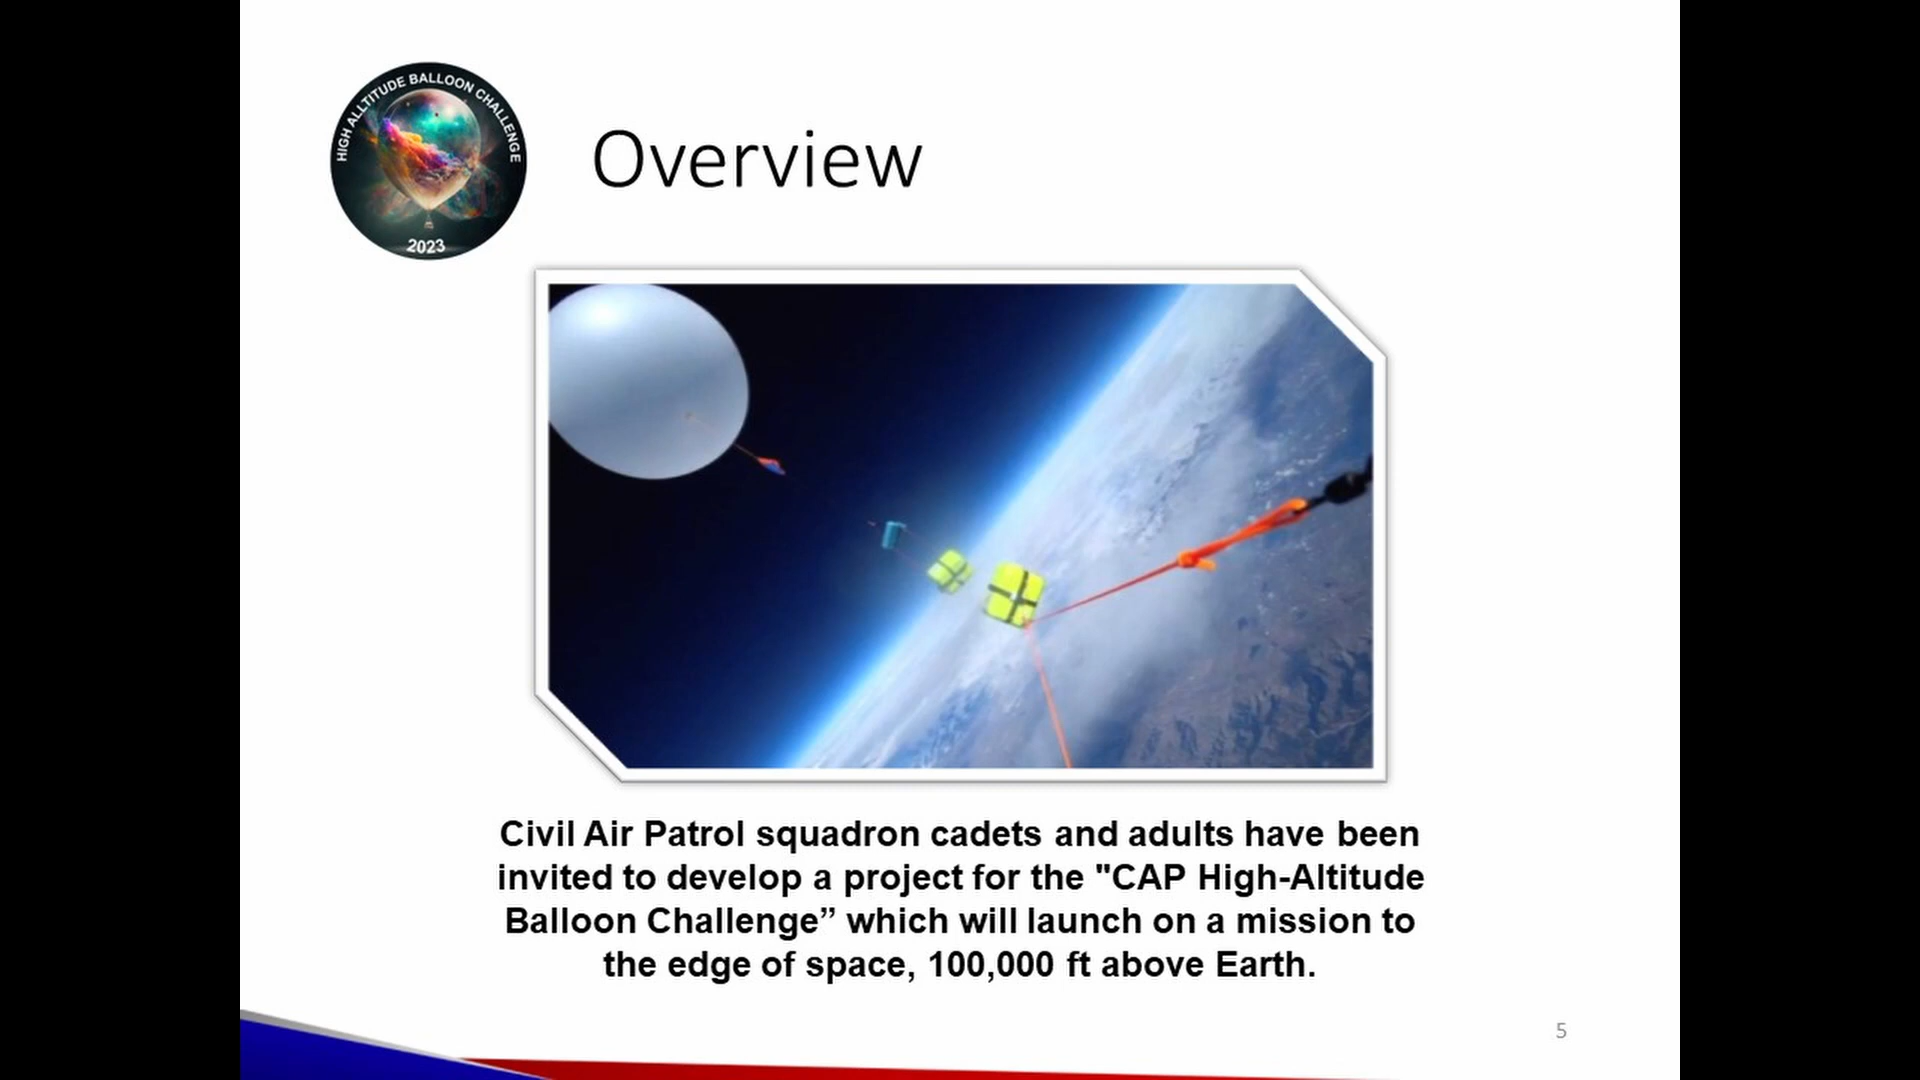 HIGH ALLTITUDE BALLOON CHALLENGE
2023
Overview
Civil Air Patrol squadron cadets and adults have been
invited to develop a project for the "CAP High-Altitude
Balloon Challenge” which will launch on a mission to
the edge of space, 100,000 ft above Earth.
5